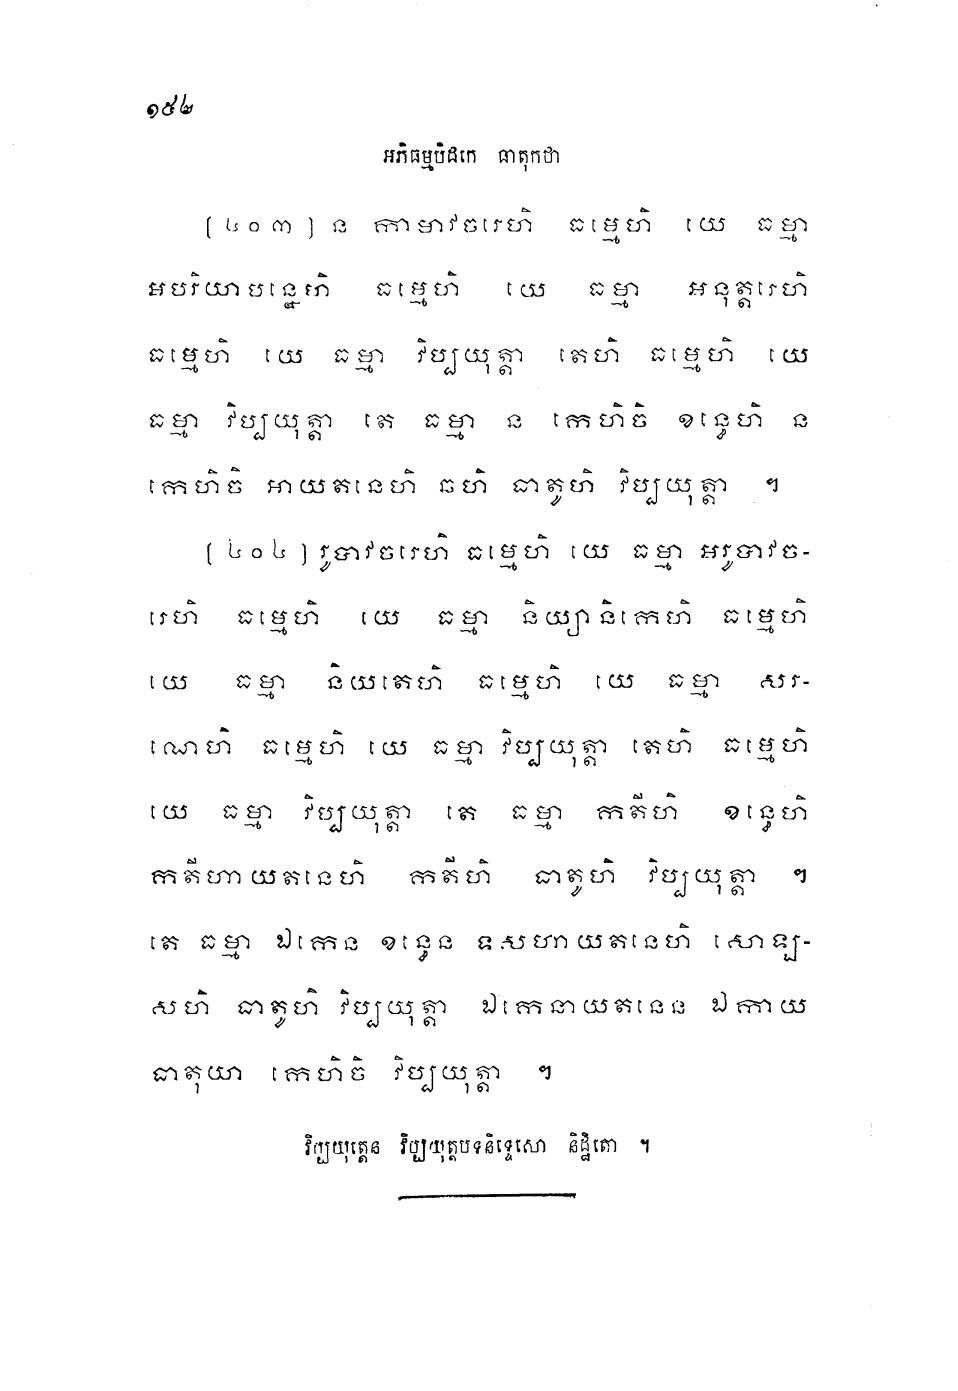 ១៥២
អភិធម្មបិដកេ ធាតុកថា
(៤០៣) ន កាមាវចរេហិ ធម្មេហិ យេ ធម្មា
អបរិយាបន្នេហិ ធម្មេហិ យេ ធម្មា អនុត្តរេហិ
ធម្មេហិ យេ ធម្មា វិប្បយុត្តា តេហិ ធម្មេហិ យេ
ធម្មា វិប្បយុត្តា តេ ធម្មា ន កេហិចិ ខន្ធេហិ ន
កេហិចិ អាយតនេហិ ឆហិ ធាតូហិ វិប្បយុត្តា ។
(៤០៤) រូបាវចរេហិ ធម្មេហិ យេ ធម្មា អរូបាវច-
រេហិ ធម្មេហិ យេ ធម្មា និយ្យានិកេហិ ធម្មេហិ
យេ ធម្មា និយតេហិ ធម្មេហិ យេ ធម្មា សរ-
ណេហិ ធម្មេហិ យេ ធម្មា វិប្បយុត្តា តេហិ ធម្មេហិ
យេ ធម្មា វិប្បយុត្តា តេ ធម្មា កតីហិ ខន្ធេហិ
កតីហាយតនេហិ កតីហិ ធាតូហិ វិប្បយុត្តា ។
តេ ធម្មា ឯកេន ខន្ធេន ទសហាយតនេហិ សោឡ-
សហិ ធាតូហិ វិប្បយុត្តា ឯកេនាយតនេន ឯកាយ
ធាតុយា កេហិចិ វិប្បយុត្តា ។
វិប្បយុត្តេន វិប្បយុត្តបទនិទ្ទេសោ និដ្ឋិតោ ។